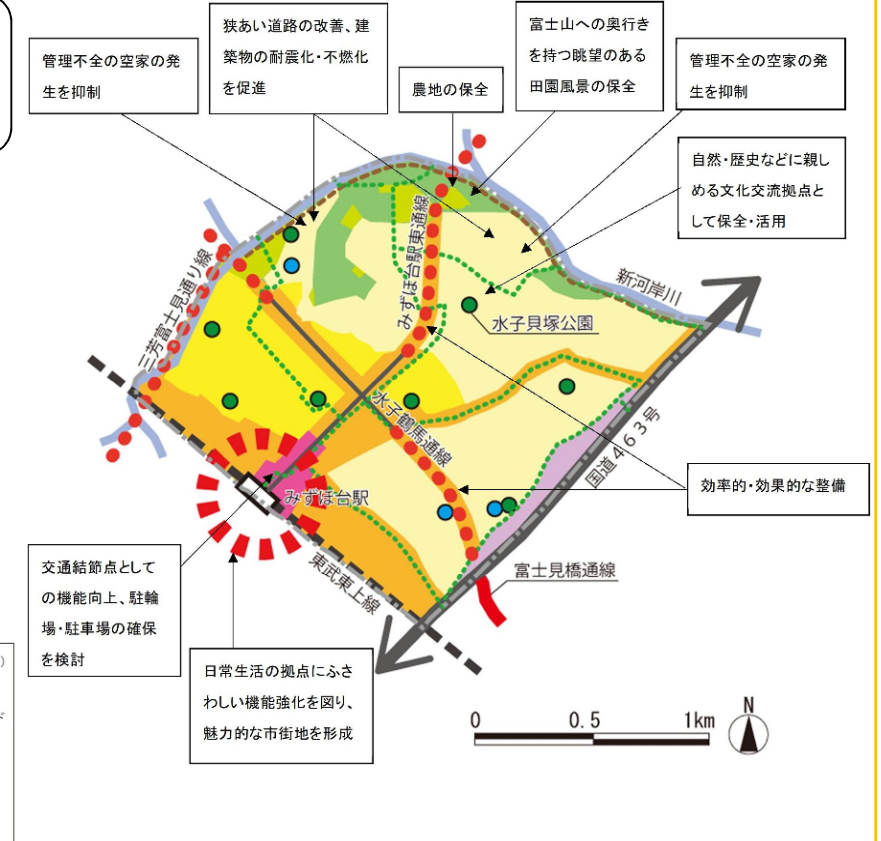 管理不全の空家の発
生を抑制
狭あい道路の改善、建
築物の耐震化・不燃化
を促進
農地の保全
富士山への奥行き
を持つ眺望のある
田園風景の保全
管理不全の空家の発
生を抑制
自然・歴史などに親し
める文化交流拠点と
して保全・活用
三芳富士見通り線
みずほ台駅東通線
新河岸川
水子貝塚公園
水子鶴馬通線
国道463号
効率的・効果的な整備
みずほ台駅
東武東上線
富士見橋通線
交通結節点として
の機能向上、駐輪
場・駐車場の確保
を検討
日常生活の拠点にふさ
わしい機能強化を図り、
魅力的な市街地を形成
0 0.5 1km
N
)